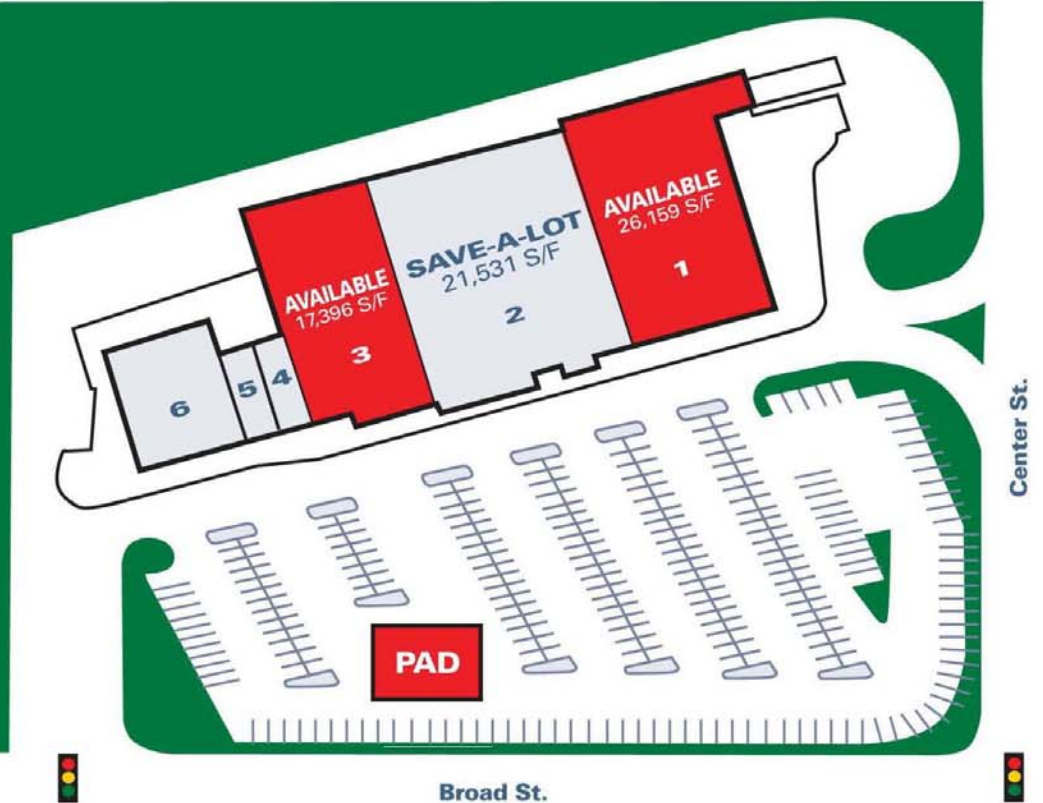 AVAILABLE
26,159 S/F
1
SAVE-A-LOT
21,531 S/F
2
AVAILABLE
17,396 S/F
3
4
5
6
PAD
Center St.
Broad St.